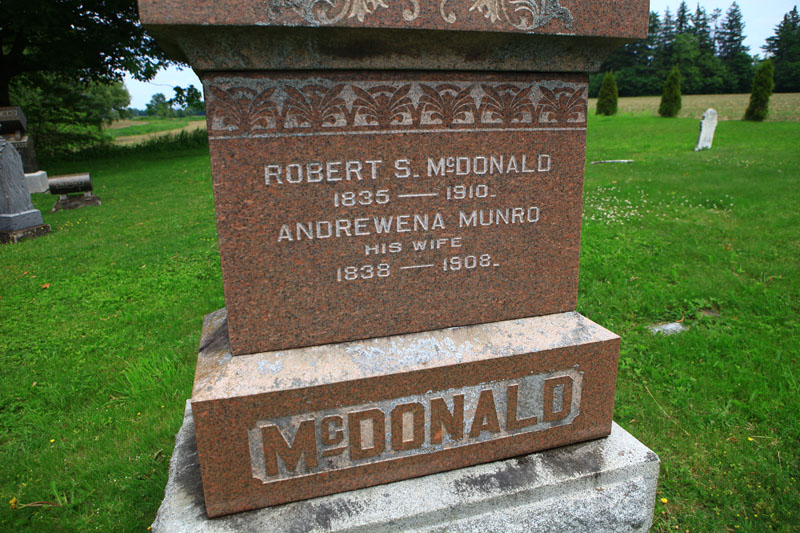 ROBERT S. McDONALD
1835 — 1910.
ANDREWENA MUNRO
HIS WIFE
1838 — 1908.
McDONALD